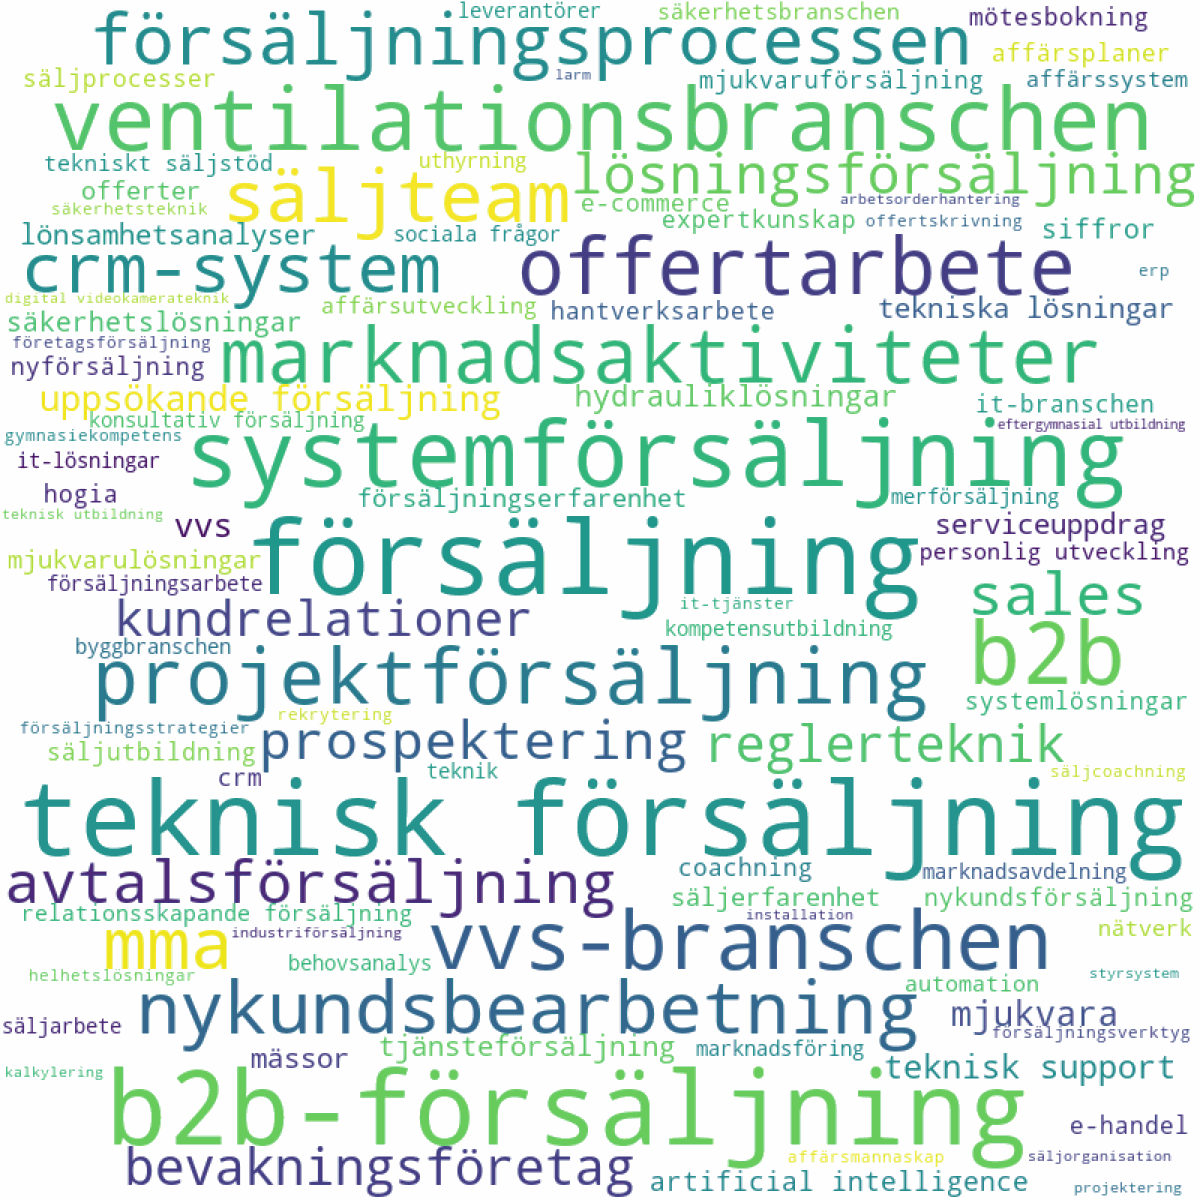 leverantörer
säkerhetsbranschen
mötesbokning
försäljningsprocessen
affärsplaner
säljprocesser
larm
mjukvaruförsäljning
affärssystem
ventilationsbranschen
tekniskt säljstöd
uthyrning
lösningsförsäljning
offerter
säljteam
e-commerce
arbetsorderhantering
säkerhetsteknik
expertkunskap
offertskrivning
siffror
lönsamhetsanalyser
sociala frågor
crm-system
offertarbete
erp
digital videokamerateknik
affärsutveckling
hantverksarbete
tekniska lösningar
säkerhetslösningar
företagsförsäljning
marknadsaktiviteter
nyförsäljning
uppsökande försäljning
hydrauliklösningar
it-branschen
konsultativ försäljning
eftergymnasial utbildning
gymnasiekompetens
systemförsäljning
it-lösningar
hogia
försäljningserfarenhet
merförsäljning
teknisk utbildning
vvs
serviceuppdrag
försäljning
personlig utveckling
mjukvarulösningar
försäljningsarbete
sales
kundrelationer
it-tjänster
kompetensutbildning
byggbranschen
b2b
projektförsäljning
systemlösningar
rekrytering
försäljningsstrategier
prospektering
reglerteknik
säljutbildning
crm
teknik
säljcoachning
teknisk försäljning
avtalsförsäljning
coachning
marknadsavdelning
säljerfarenhet
nykundsförsäljning
relationsskapande försäljning
installation
mma
industriförsäljning
vvs-branschen
nätverk
behovsanalys
helhetslösningar
styrsystem
automation
nykundsbearbetning
mjukvara
säljarbete
försäljningsverktyg
tjänsteförsäljning
marknadsföring
mässor
teknisk support
kalkylering
b2b-försäljning
e-handel
bevakningsföretag
affärsmannaskap
säljorganisation
artificial intelligence
projektering